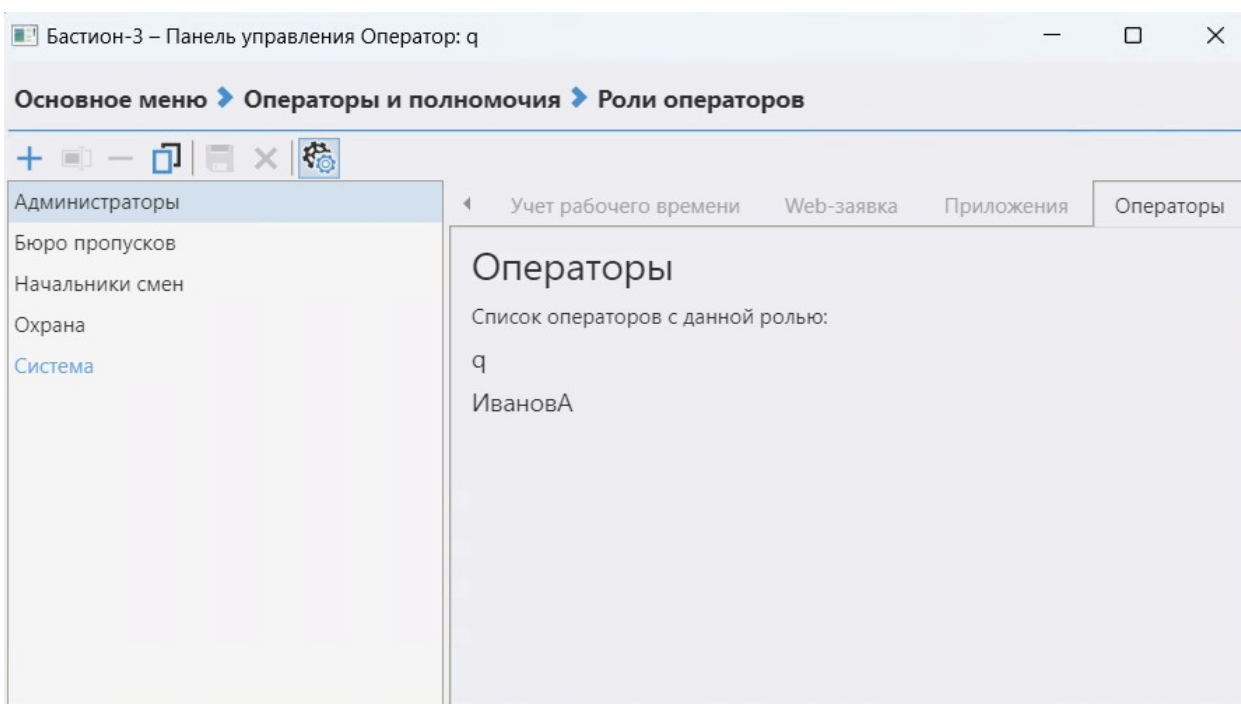 Бастион-3 – Панель управления Оператор: q
Основное меню Операторы и полномочия Роли операторов
Администраторы
Бюро пропусков
Начальники смен
Охрана
Система
Учет рабочего времени Web-заявка Приложения Операторы
Операторы
Список операторов с данной ролью:
q
ИвановА